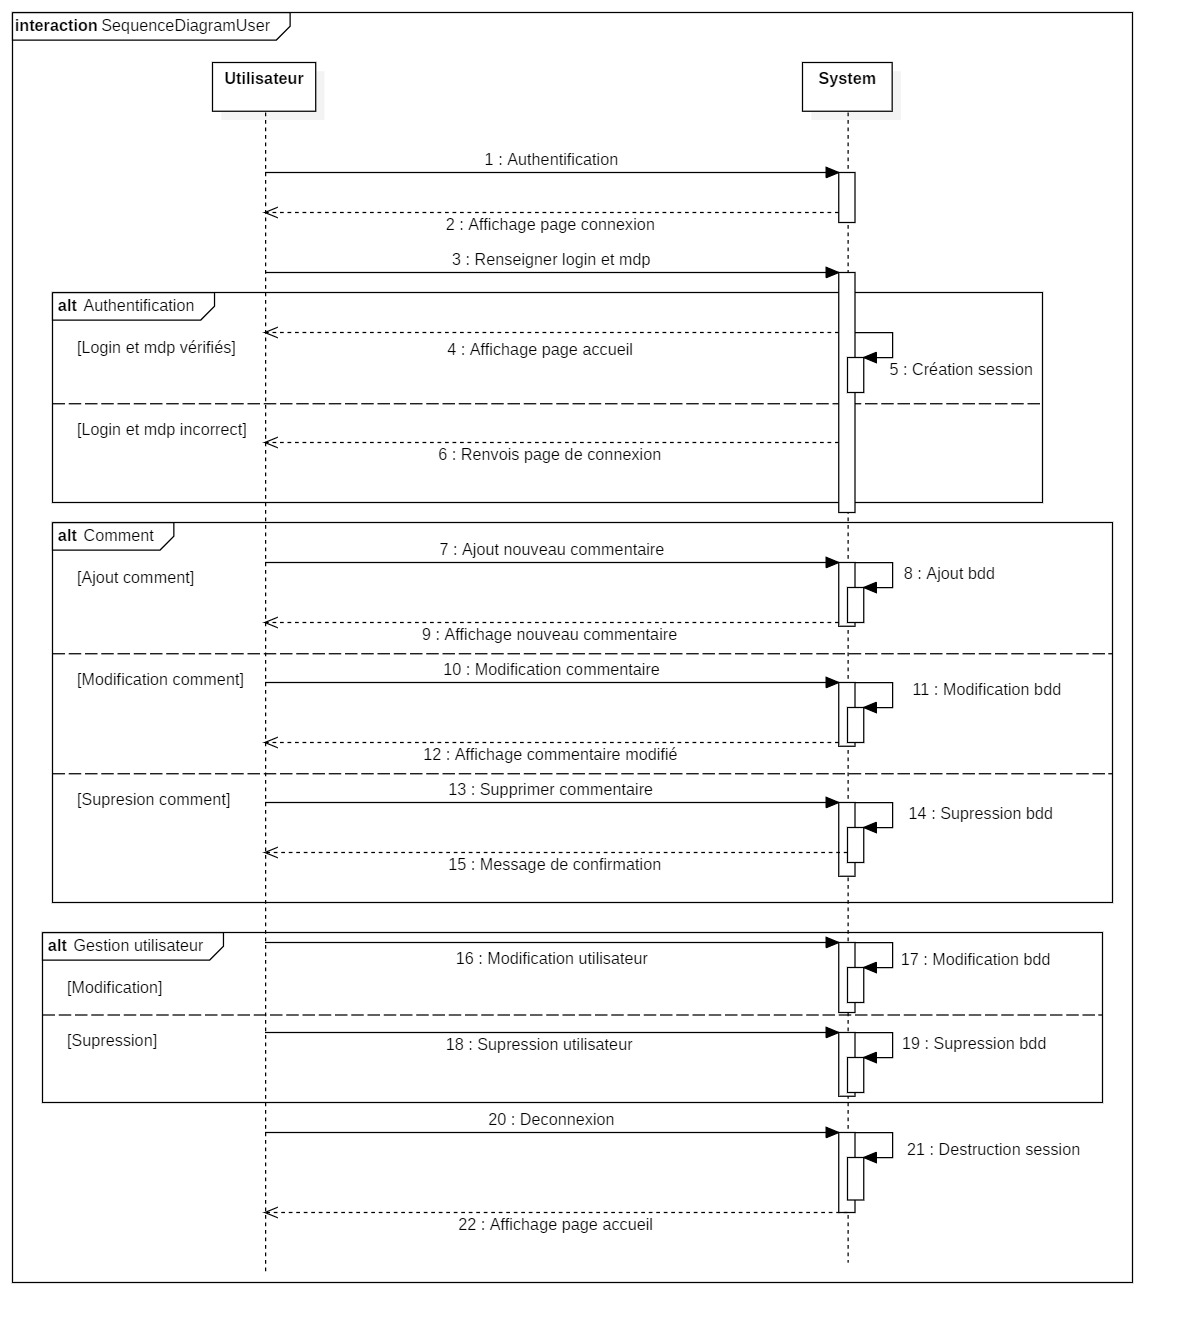 interaction SequenceDiagramUser
Utilisateur
System
1 : Authentification
2 : Affichage page connexion
3 : Renseigner login et mdp
alt Authentification
[Login et mdp vérifiés]
4 : Affichage page accueil
5 : Création session
[Login et mdp incorrect]
6 : Renvois page de connexion
alt Comment
7 : Ajout nouveau commentaire
[Ajout comment]
8 : Ajout bdd
9 : Affichage nouveau commentaire
10 : Modification commentaire
[Modification comment]
11 : Modification bdd
12 : Affichage commentaire modifié
13 : Supprimer commentaire
[Supresion comment]
14 : Supression bdd
15 : Message de confirmation
alt Gestion utilisateur
16 : Modification utilisateur
17 : Modification bdd
[Modification]
[Supression]
18 : Supression utilisateur
19 : Supression bdd
20 : Deconnexion
21 : Destruction session
22 : Affichage page accueil